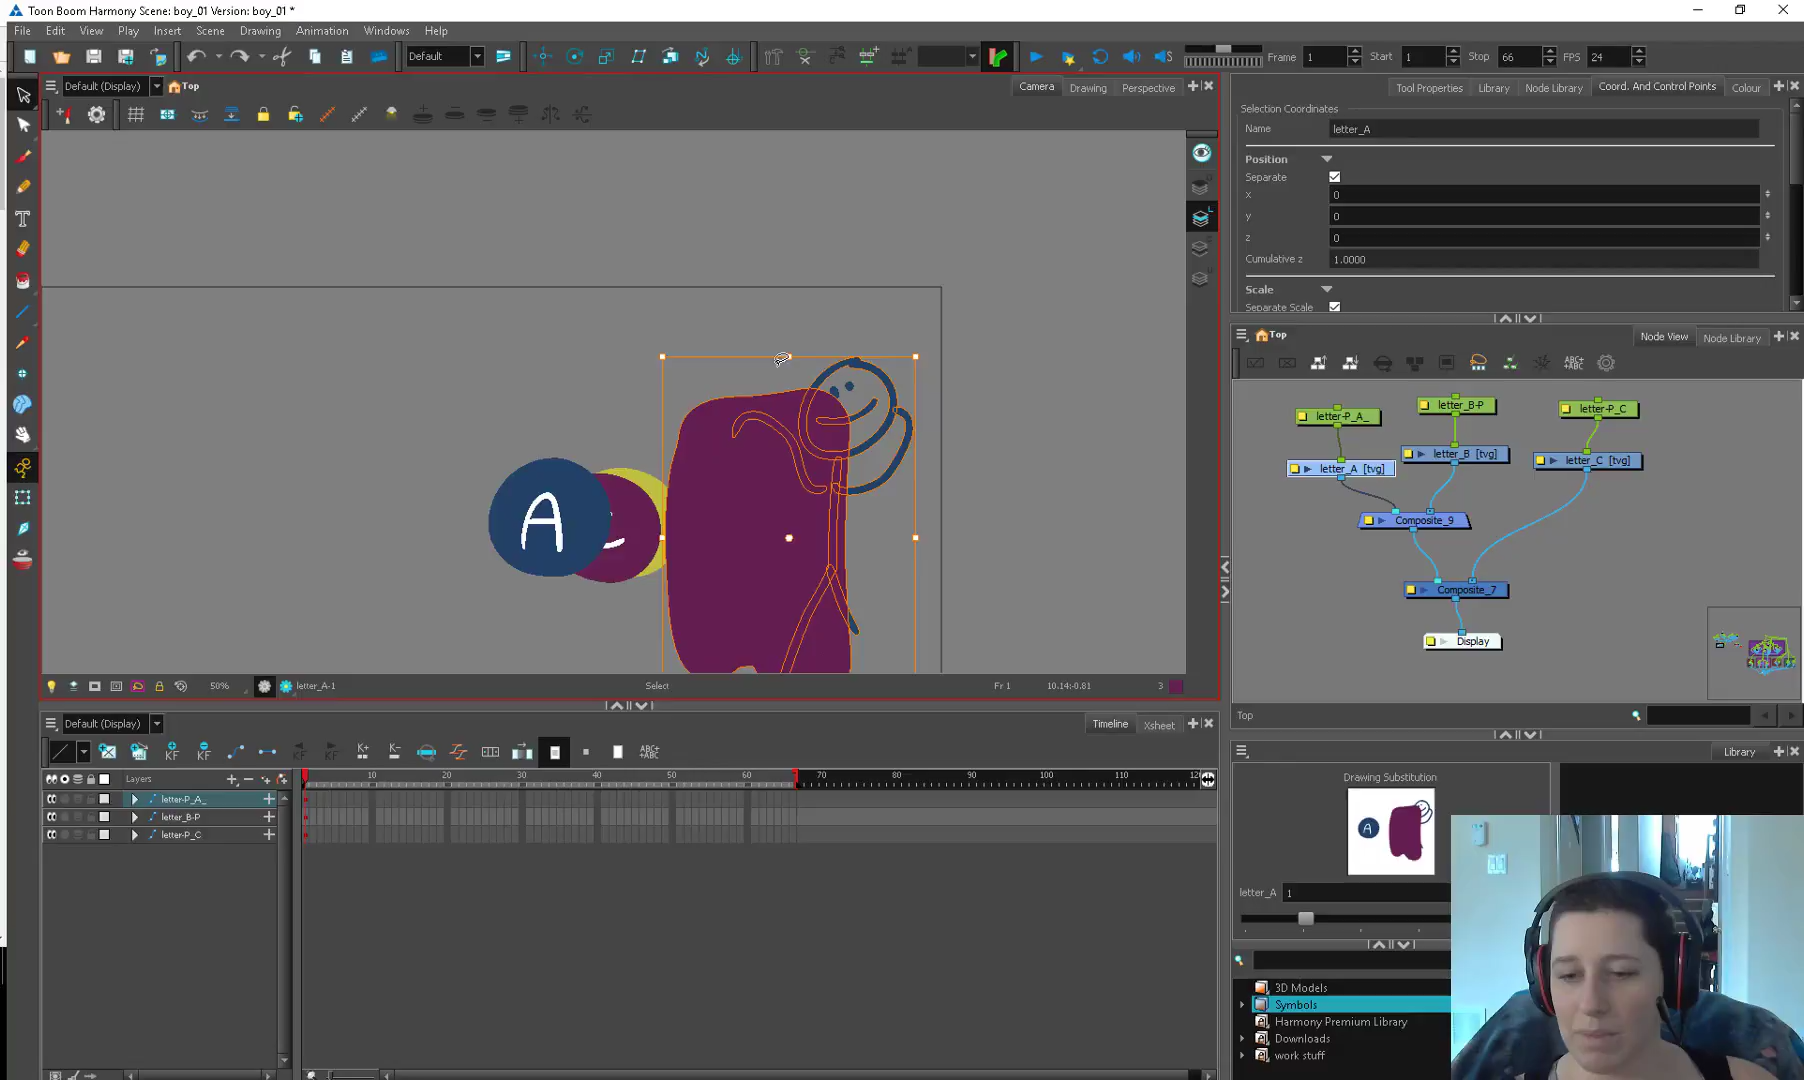 Toon Boom Harmony Scene: boy_01 Version: boy_01 *
File Edit View Play Insert Scene Drawing Animation Windows Help
Default
Frame 1 Start 1 Stop 66 FPS 24
Default (Display) Top Camera Drawing Perspective
Tool Properties Library Node Library Coord. And Control Points Colour
Selection Coordinates
Name letter_A
Position
Separate
x 0
y 0
z 0
Cumulative z 1.0000
Scale
Separate Scale
A
50% letter_A-1 Select Fr 1 10.14:-0.81 3
Top Node View Node Library
ABC+
letter-P_A_ letter_B-P letter-P_C
letter_A [tvg] letter_B [tvg] letter_C [tvg]
Composite_9
Composite_7
Display
Top
Default (Display) Timeline Xsheet
KF KF K+ K- ABC+
Layers 10 20 30 40 50 60 70 80 90 100 110 12
letter-P_A_
letter_B-P
letter-P_C
Library
Drawing Substitution
A
letter_A 1
3D Models
Symbols
Harmony Premium Library
Downloads
work stuff